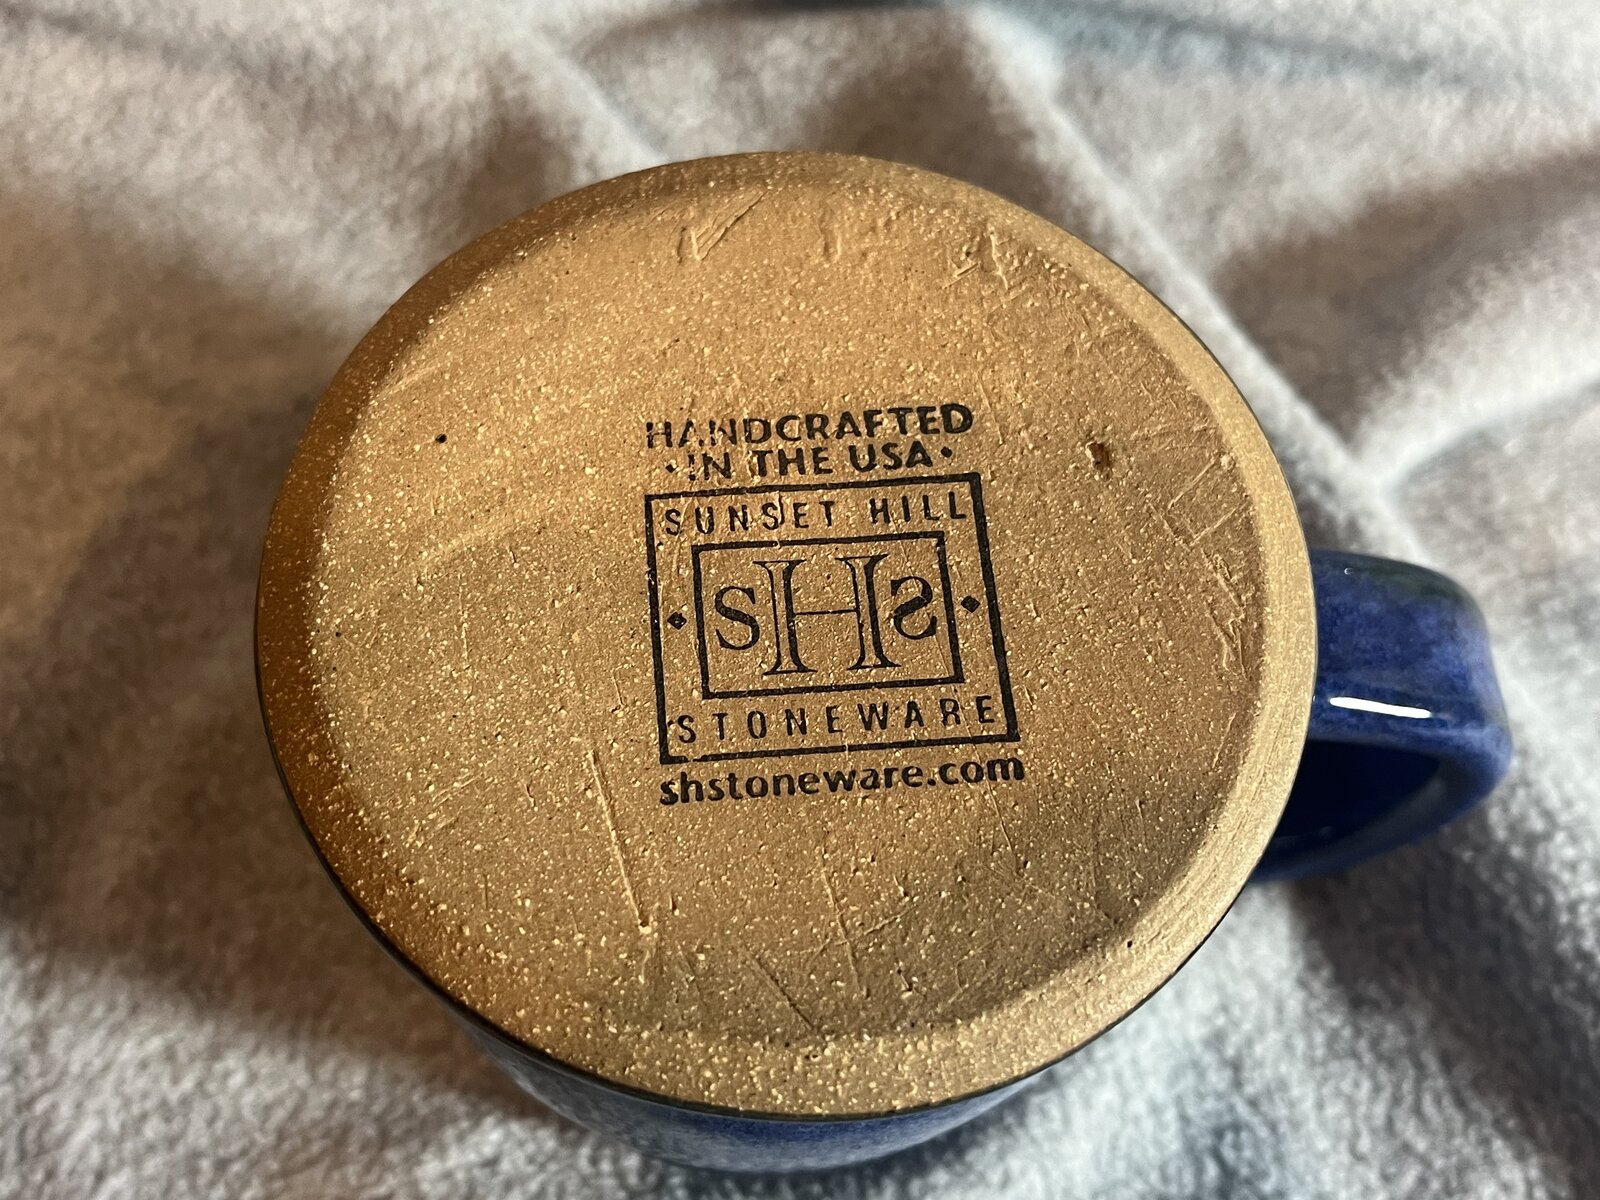 HANDCRAFTED
·IN THE USA·
SUNSET HILL
SHS
STONEWARE
shstoneware.com